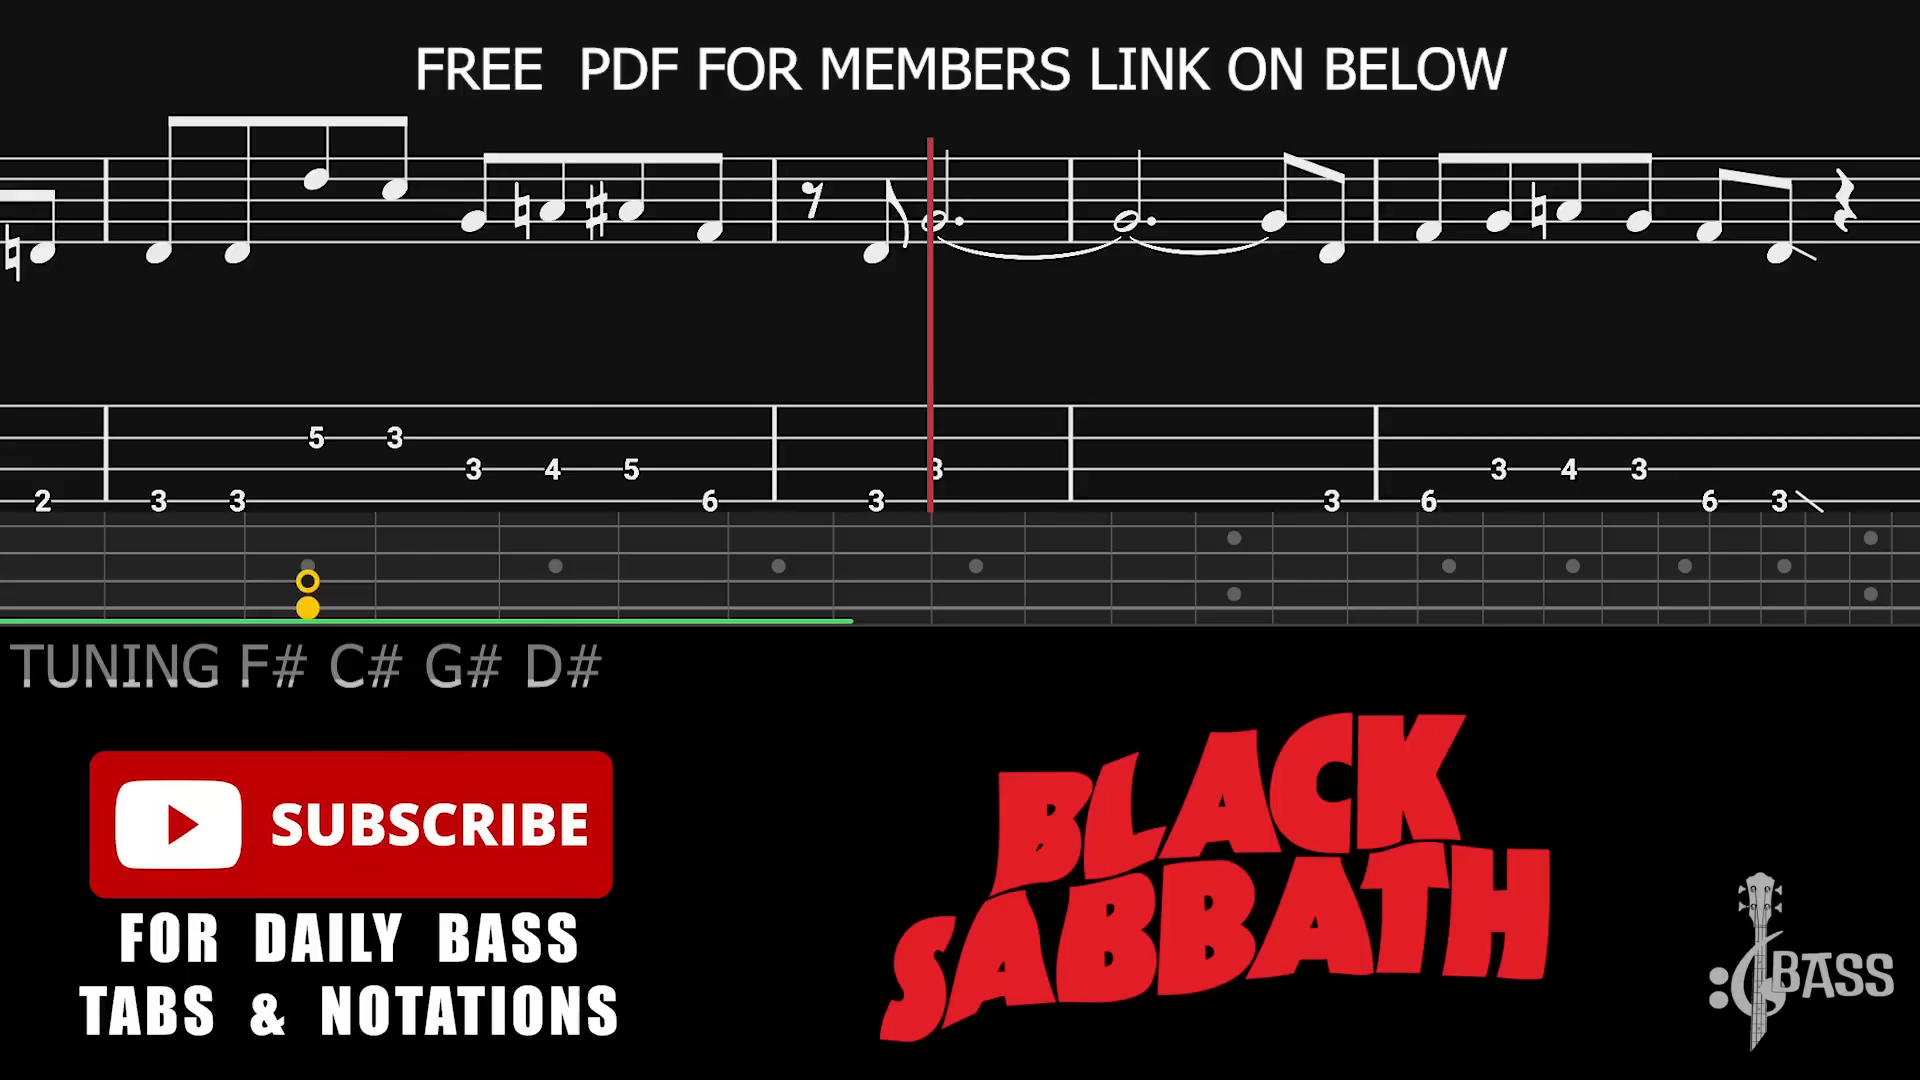 FREE PDF FOR MEMBERS LINK ON BELOW
5 3
3 4 5 3 3 4 3
2 3 3 6 3 3 6 6 3
TUNING F# C# G# D#
SUBSCRIBE
FOR DAILY BASS
TABS & NOTATIONS
BLACK
SABBATH
BASS